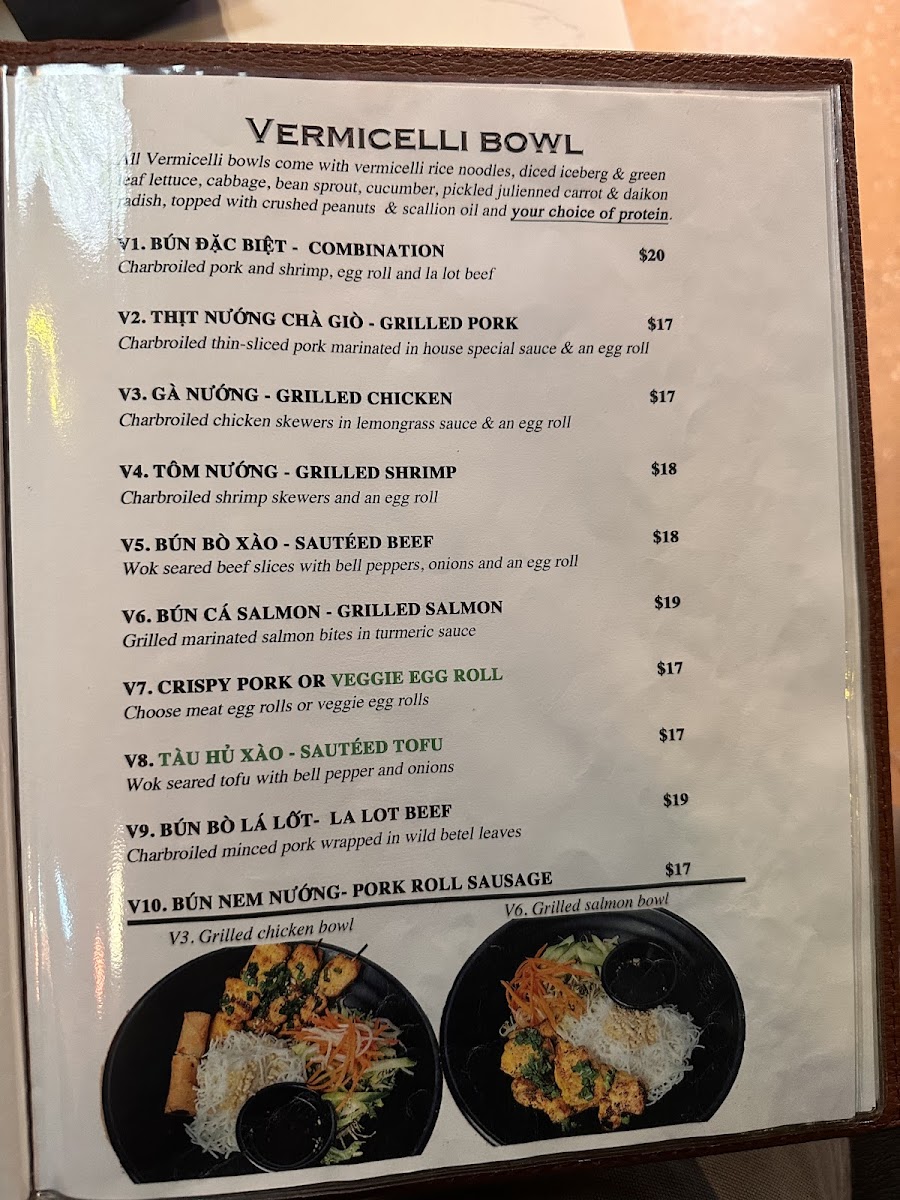 VERMICELLI BOWL
All Vermicelli bowls come with vermicelli rice noodles, diced iceberg & green
leaf lettuce, cabbage, bean sprout, cucumber, pickled julienned carrot & daikon
radish, topped with crushed peanuts & scallion oil and your choice of protein.
V1. BÚN ĐẶC BIỆT - COMBINATION $20
Charbroiled pork and shrimp, egg roll and la lot beef
V2. THỊT NƯỚNG CHÀ GIÒ - GRILLED PORK $17
Charbroiled thin-sliced pork marinated in house special sauce & an egg roll
V3. GÀ NƯỚNG - GRILLED CHICKEN $17
Charbroiled chicken skewers in lemongrass sauce & an egg roll
V4. TÔM NƯỚNG - GRILLED SHRIMP $18
Charbroiled shrimp skewers and an egg roll
V5. BÚN BÒ XÀO - SAUTÉED BEEF $18
Wok seared beef slices with bell peppers, onions and an egg roll
V6. BÚN CÁ SALMON - GRILLED SALMON $19
Grilled marinated salmon bites in turmeric sauce
V7. CRISPY PORK OR VEGGIE EGG ROLL $17
Choose meat egg rolls or veggie egg rolls
V8. TÀU HỦ XÀO - SAUTÉED TOFU $17
Wok seared tofu with bell pepper and onions
V9. BÚN BÒ LÁ LỐT- LA LOT BEEF $19
Charbroiled minced pork wrapped in wild betel leaves
V10. BÚN NEM NƯỚNG- PORK ROLL SAUSAGE $17
V3. Grilled chicken bowl
V6. Grilled salmon bowl